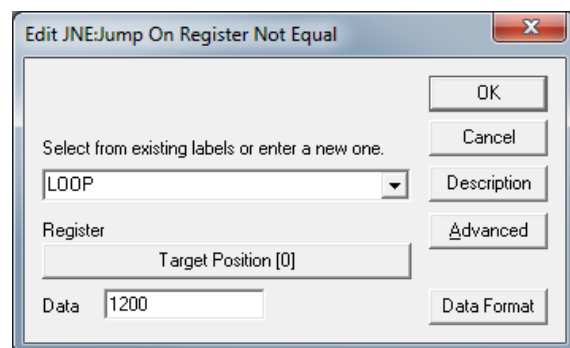 Edit JNE:Jump On Register Not Equal
OK
Cancel
Select from existing labels or enter a new one.
LOOP
Description
Register
Advanced
Target Position [0]
Data 1200
Data Format